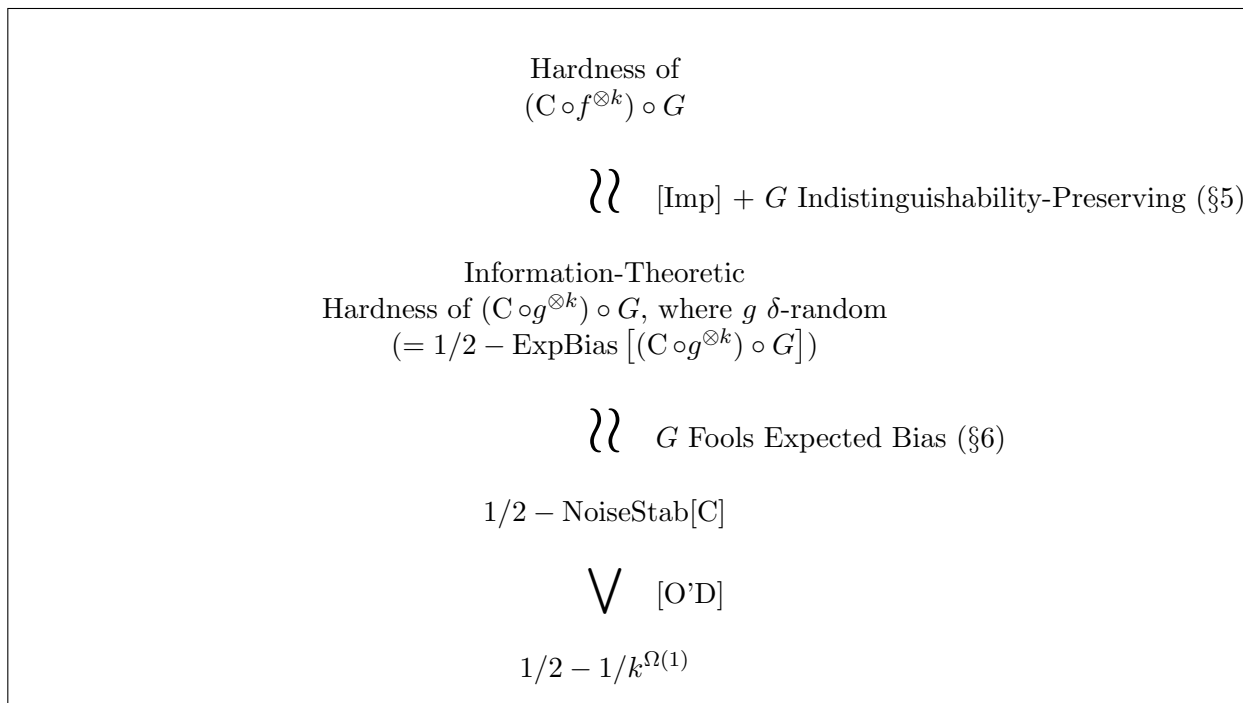 Hardness of
(C ∘ f^{⊗k}) ∘ G
≀≀ [Imp] + G Indistinguishability-Preserving (§5)
Information-Theoretic
Hardness of (C ∘ g^{⊗k}) ∘ G, where g δ-random
(= 1/2 − ExpBias [(C ∘ g^{⊗k}) ∘ G])
≀≀ G Fools Expected Bias (§6)
1/2 − NoiseStab[C]
∨ [O'D]
1/2 − 1/k^{Ω(1)}